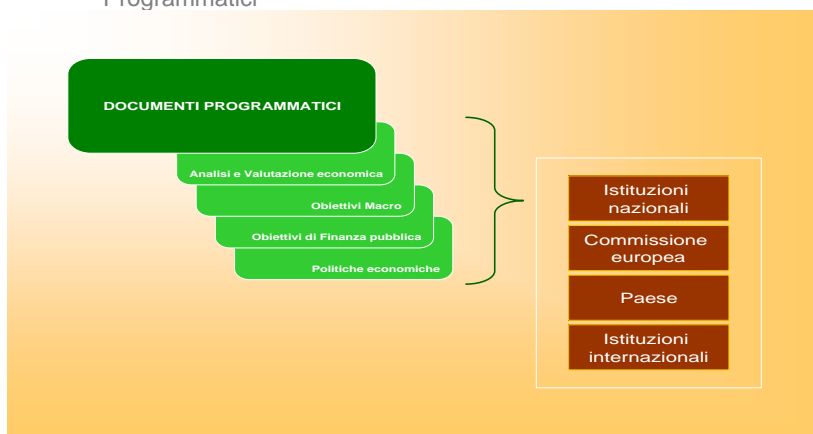 Programmatici
DOCUMENTI PROGRAMMATICI
Analisi e Valutazione economica
Obiettivi Macro
Obiettivi di Finanza pubblica
Politiche economiche
Istituzioni
nazionali
Commissione
europea
Paese
Istituzioni
internazionali